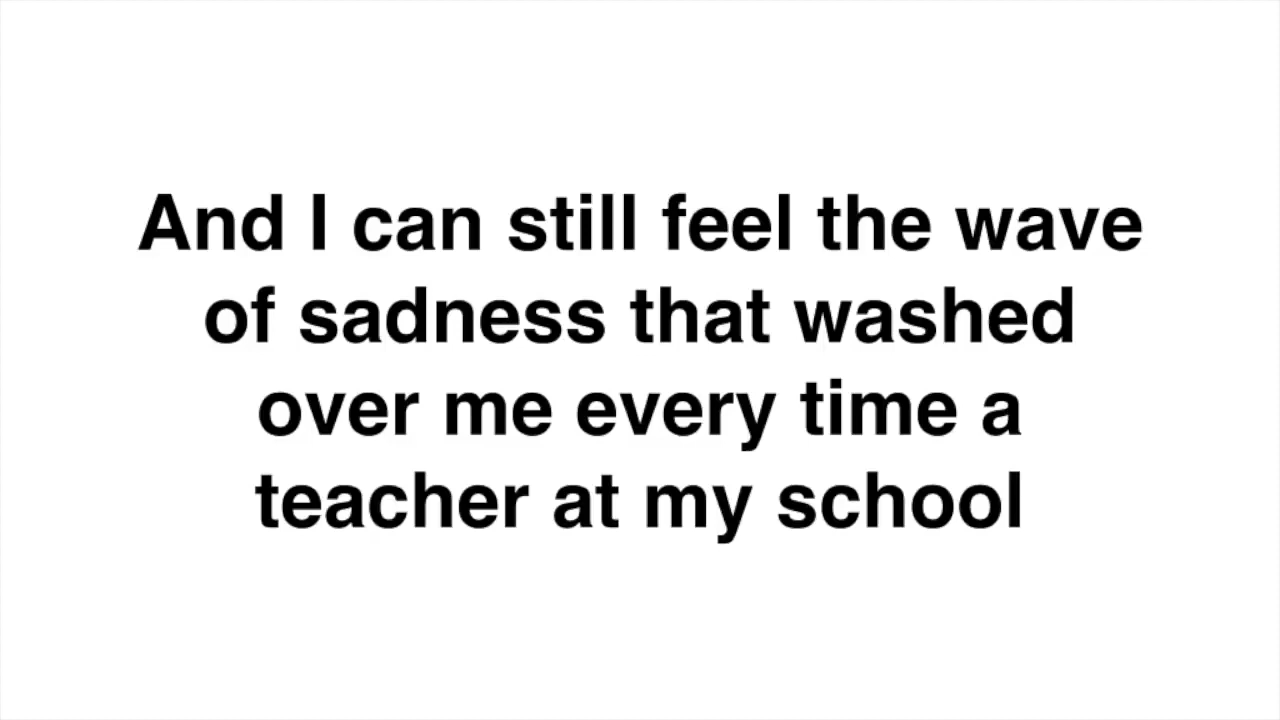 And I can still feel the wave
of sadness that washed
over me every time a
teacher at my school